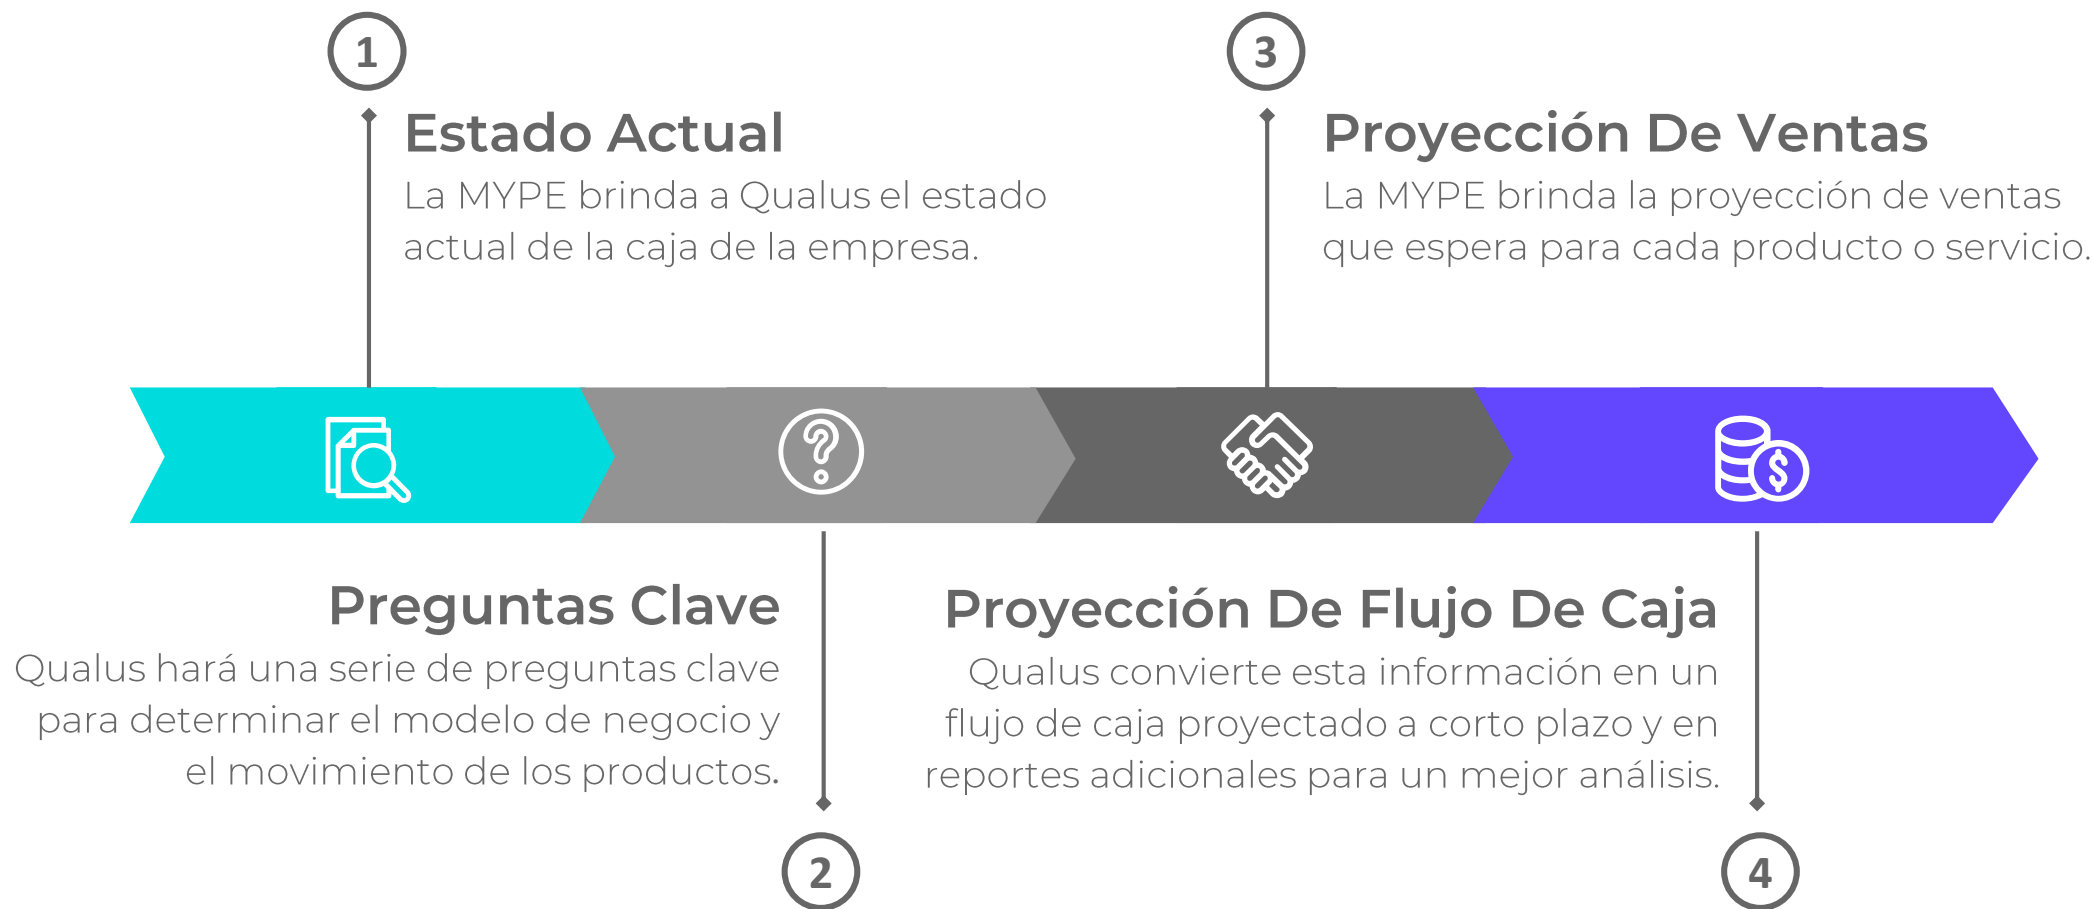 1
Estado Actual
La MYPE brinda a Qualus el estado
actual de la caja de la empresa.
2
Preguntas Clave
Qualus hará una serie de preguntas clave
para determinar el modelo de negocio y
el movimiento de los productos.
3
Proyección De Ventas
La MYPE brinda la proyección de ventas
que espera para cada producto o servicio.
4
Proyección De Flujo De Caja
Qualus convierte esta información en un
flujo de caja proyectado a corto plazo y en
reportes adicionales para un mejor análisis.
$